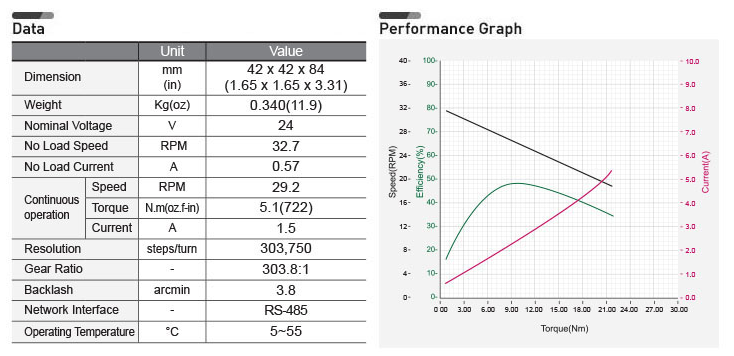 Data
Unit Value
Dimension mm (in) 42 x 42 x 84 (1.65 x 1.65 x 3.31)
Weight Kg(oz) 0.340(11.9)
Nominal Voltage V 24
No Load Speed RPM 32.7
No Load Current A 0.57
Continuous operation Speed RPM 29.2
Torque N.m(oz.f-in) 5.1(722)
Current A 1.5
Resolution steps/turn 303,750
Gear Ratio - 303.8:1
Backlash arcmin 3.8
Network Interface - RS-485
Operating Temperature °C 5~55
Performance Graph
Speed(RPM)
40-
36-
32-
28-
24-
20-
16-
12-
8-
4-
0-
Efficiency(%)
100-
90-
80-
70-
60-
50-
40-
30-
20-
10-
0-
- 10.0
- 9.0
- 8.0
- 7.0
- 6.0
- 5.0
- 4.0
- 3.0
- 2.0
- 1.0
- 0.0
Current(A)
0 00 3.00 6.00 9.00 12.00 15.00 18.00 21.00 24.00 27.00 30.00
Torque(Nm)